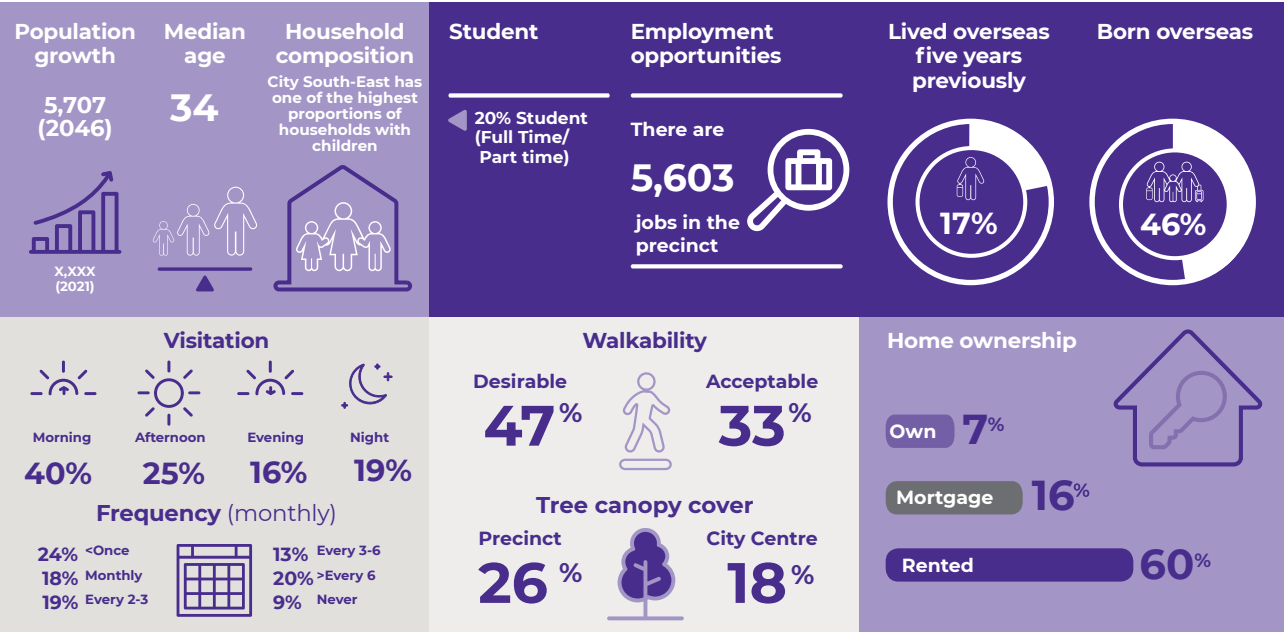 Population
growth
5,707
(2046)
X,XXX
(2021)
Median
age
34
Household
composition
City South-East has
one of the highest
proportions of
households with
children
Student
20% Student
(Full Time/
Part time)
Employment
opportunities
There are
5,603
jobs in the
precinct
Lived overseas
five years
previously
17%
Born overseas
46%
Visitation
Morning
40%
Afternoon
25%
Evening
16%
Night
19%
Frequency (monthly)
24% <Once
18% Monthly
19% Every 2-3
13% Every 3-6
20% >Every 6
9% Never
Walkability
Desirable
47%
Acceptable
33%
Tree canopy cover
Precinct
26 %
City Centre
18%
Home ownership
Own 7%
Mortgage 16%
Rented 60%